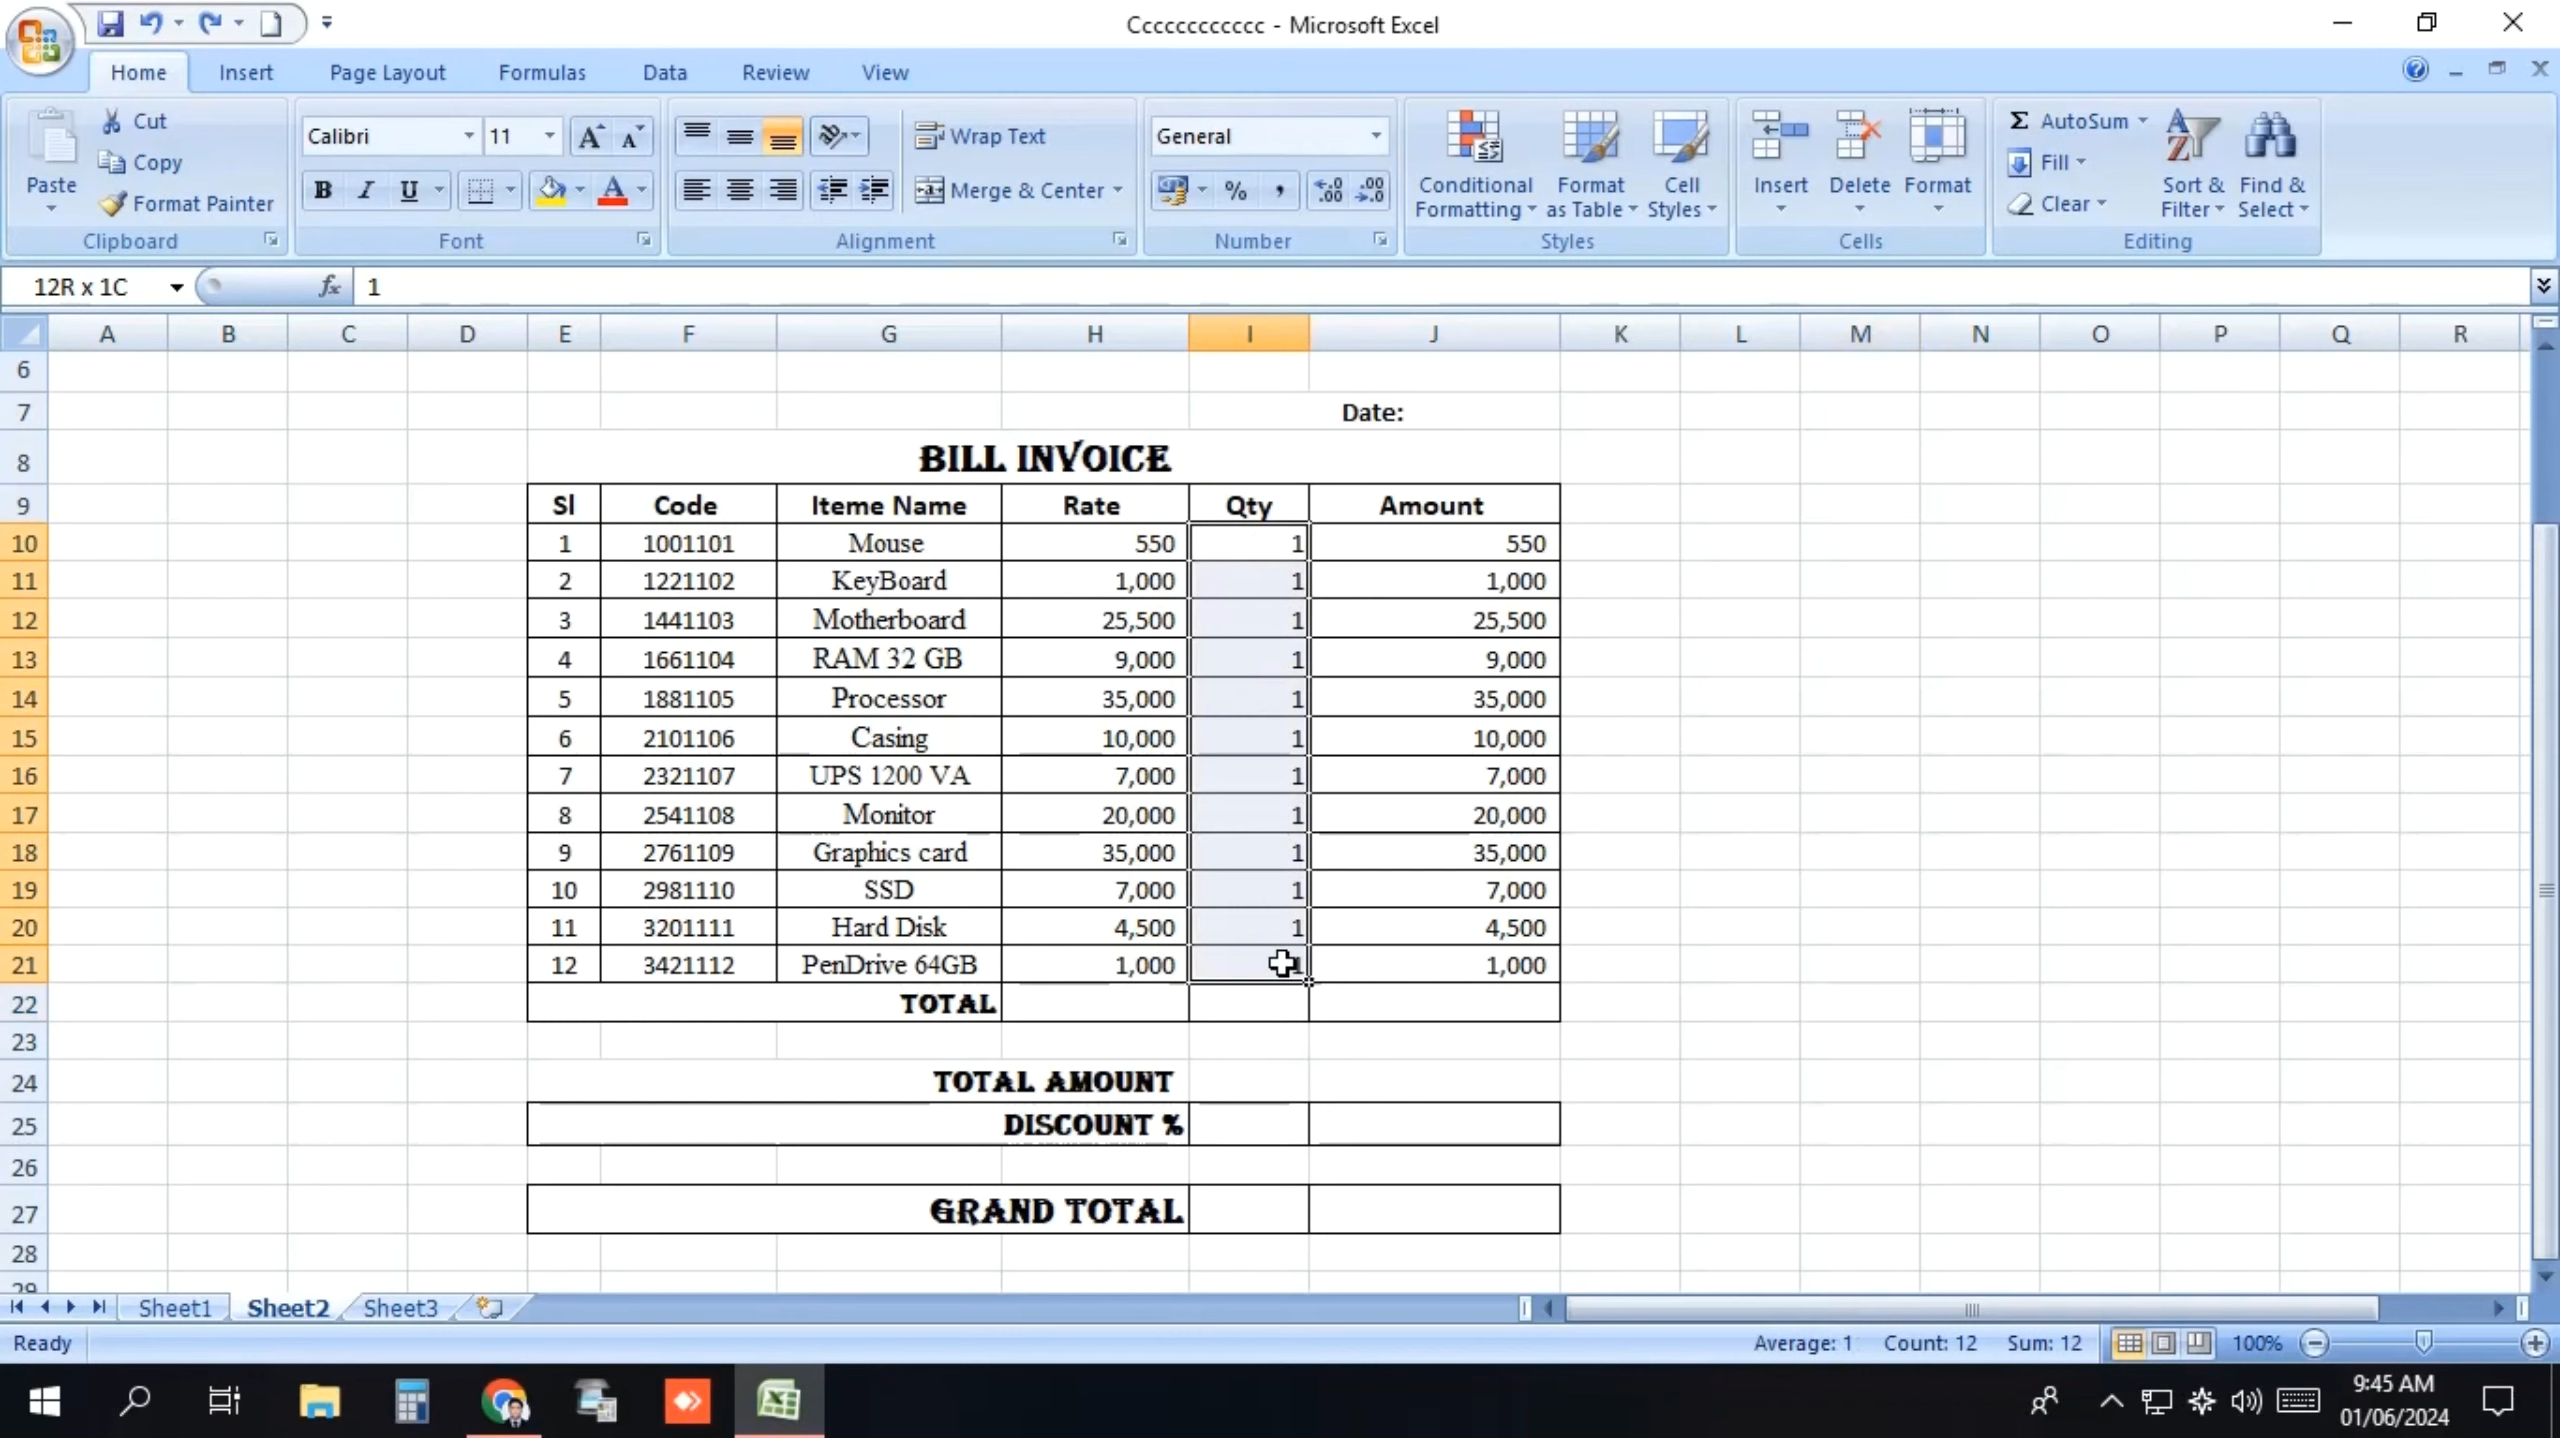 Cccccccccccc - Microsoft Excel
Home Insert Page Layout Formulas Data Review View
Paste Cut Copy Format Painter Clipboard
Calibri 11 A A B I U A Font
Wrap Text Merge & Center Alignment
General % , .00 Number
Conditional Formatting Format as Table Cell Styles Styles
Insert Delete Format Cells
Σ AutoSum Fill Clear Sort & Filter Find & Select Editing
12R x 1C fx 1
A B C D E F G H I J K L M N O P Q R
6
7 Date:
8 BILL INVOICE
9 Sl Code Iteme Name Rate Qty Amount
10 1 1001101 Mouse 550 1 550
11 2 1221102 KeyBoard 1,000 1 1,000
12 3 1441103 Motherboard 25,500 1 25,500
13 4 1661104 RAM 32 GB 9,000 1 9,000
14 5 1881105 Processor 35,000 1 35,000
15 6 2101106 Casing 10,000 1 10,000
16 7 2321107 UPS 1200 VA 7,000 1 7,000
17 8 2541108 Monitor 20,000 1 20,000
18 9 2761109 Graphics card 35,000 1 35,000
19 10 2981110 SSD 7,000 1 7,000
20 11 3201111 Hard Disk 4,500 1 4,500
21 12 3421112 PenDrive 64GB 1,000 1 1,000
22 TOTAL
23
24 TOTAL AMOUNT
25 DISCOUNT %
26
27 GRAND TOTAL
28
29
Sheet1 Sheet2 Sheet3
Ready Average: 1 Count: 12 Sum: 12 100%
9:45 AM
01/06/2024